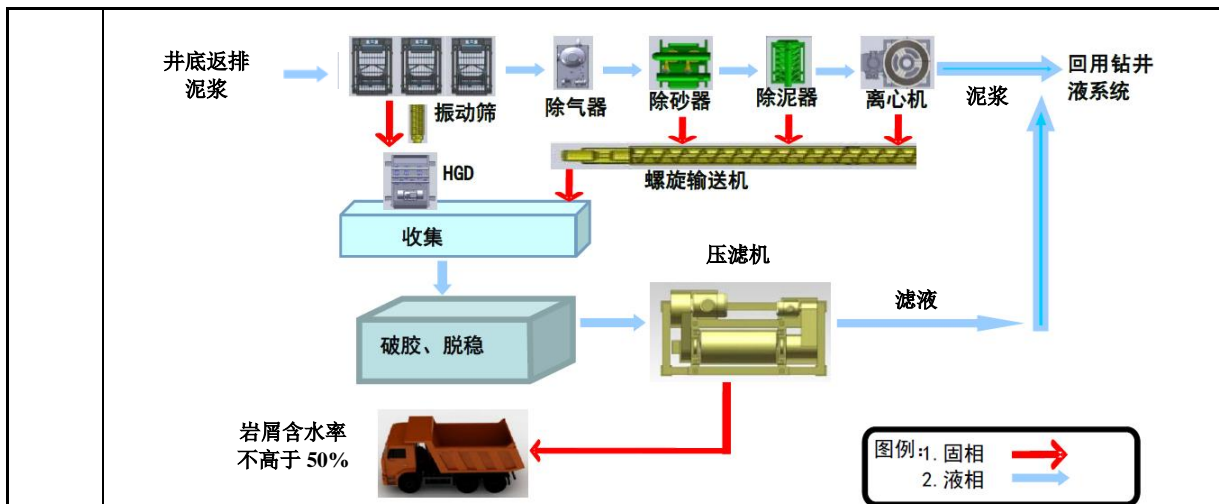 井底返排
泥浆
振动筛
除气器
除砂器
除泥器
离心机
泥浆
回用钻井
液系统
HGD
螺旋输送机
收集
压滤机
滤液
破胶、脱稳
岩屑含水率
不高于 50%
图例:1. 固相
2. 液相